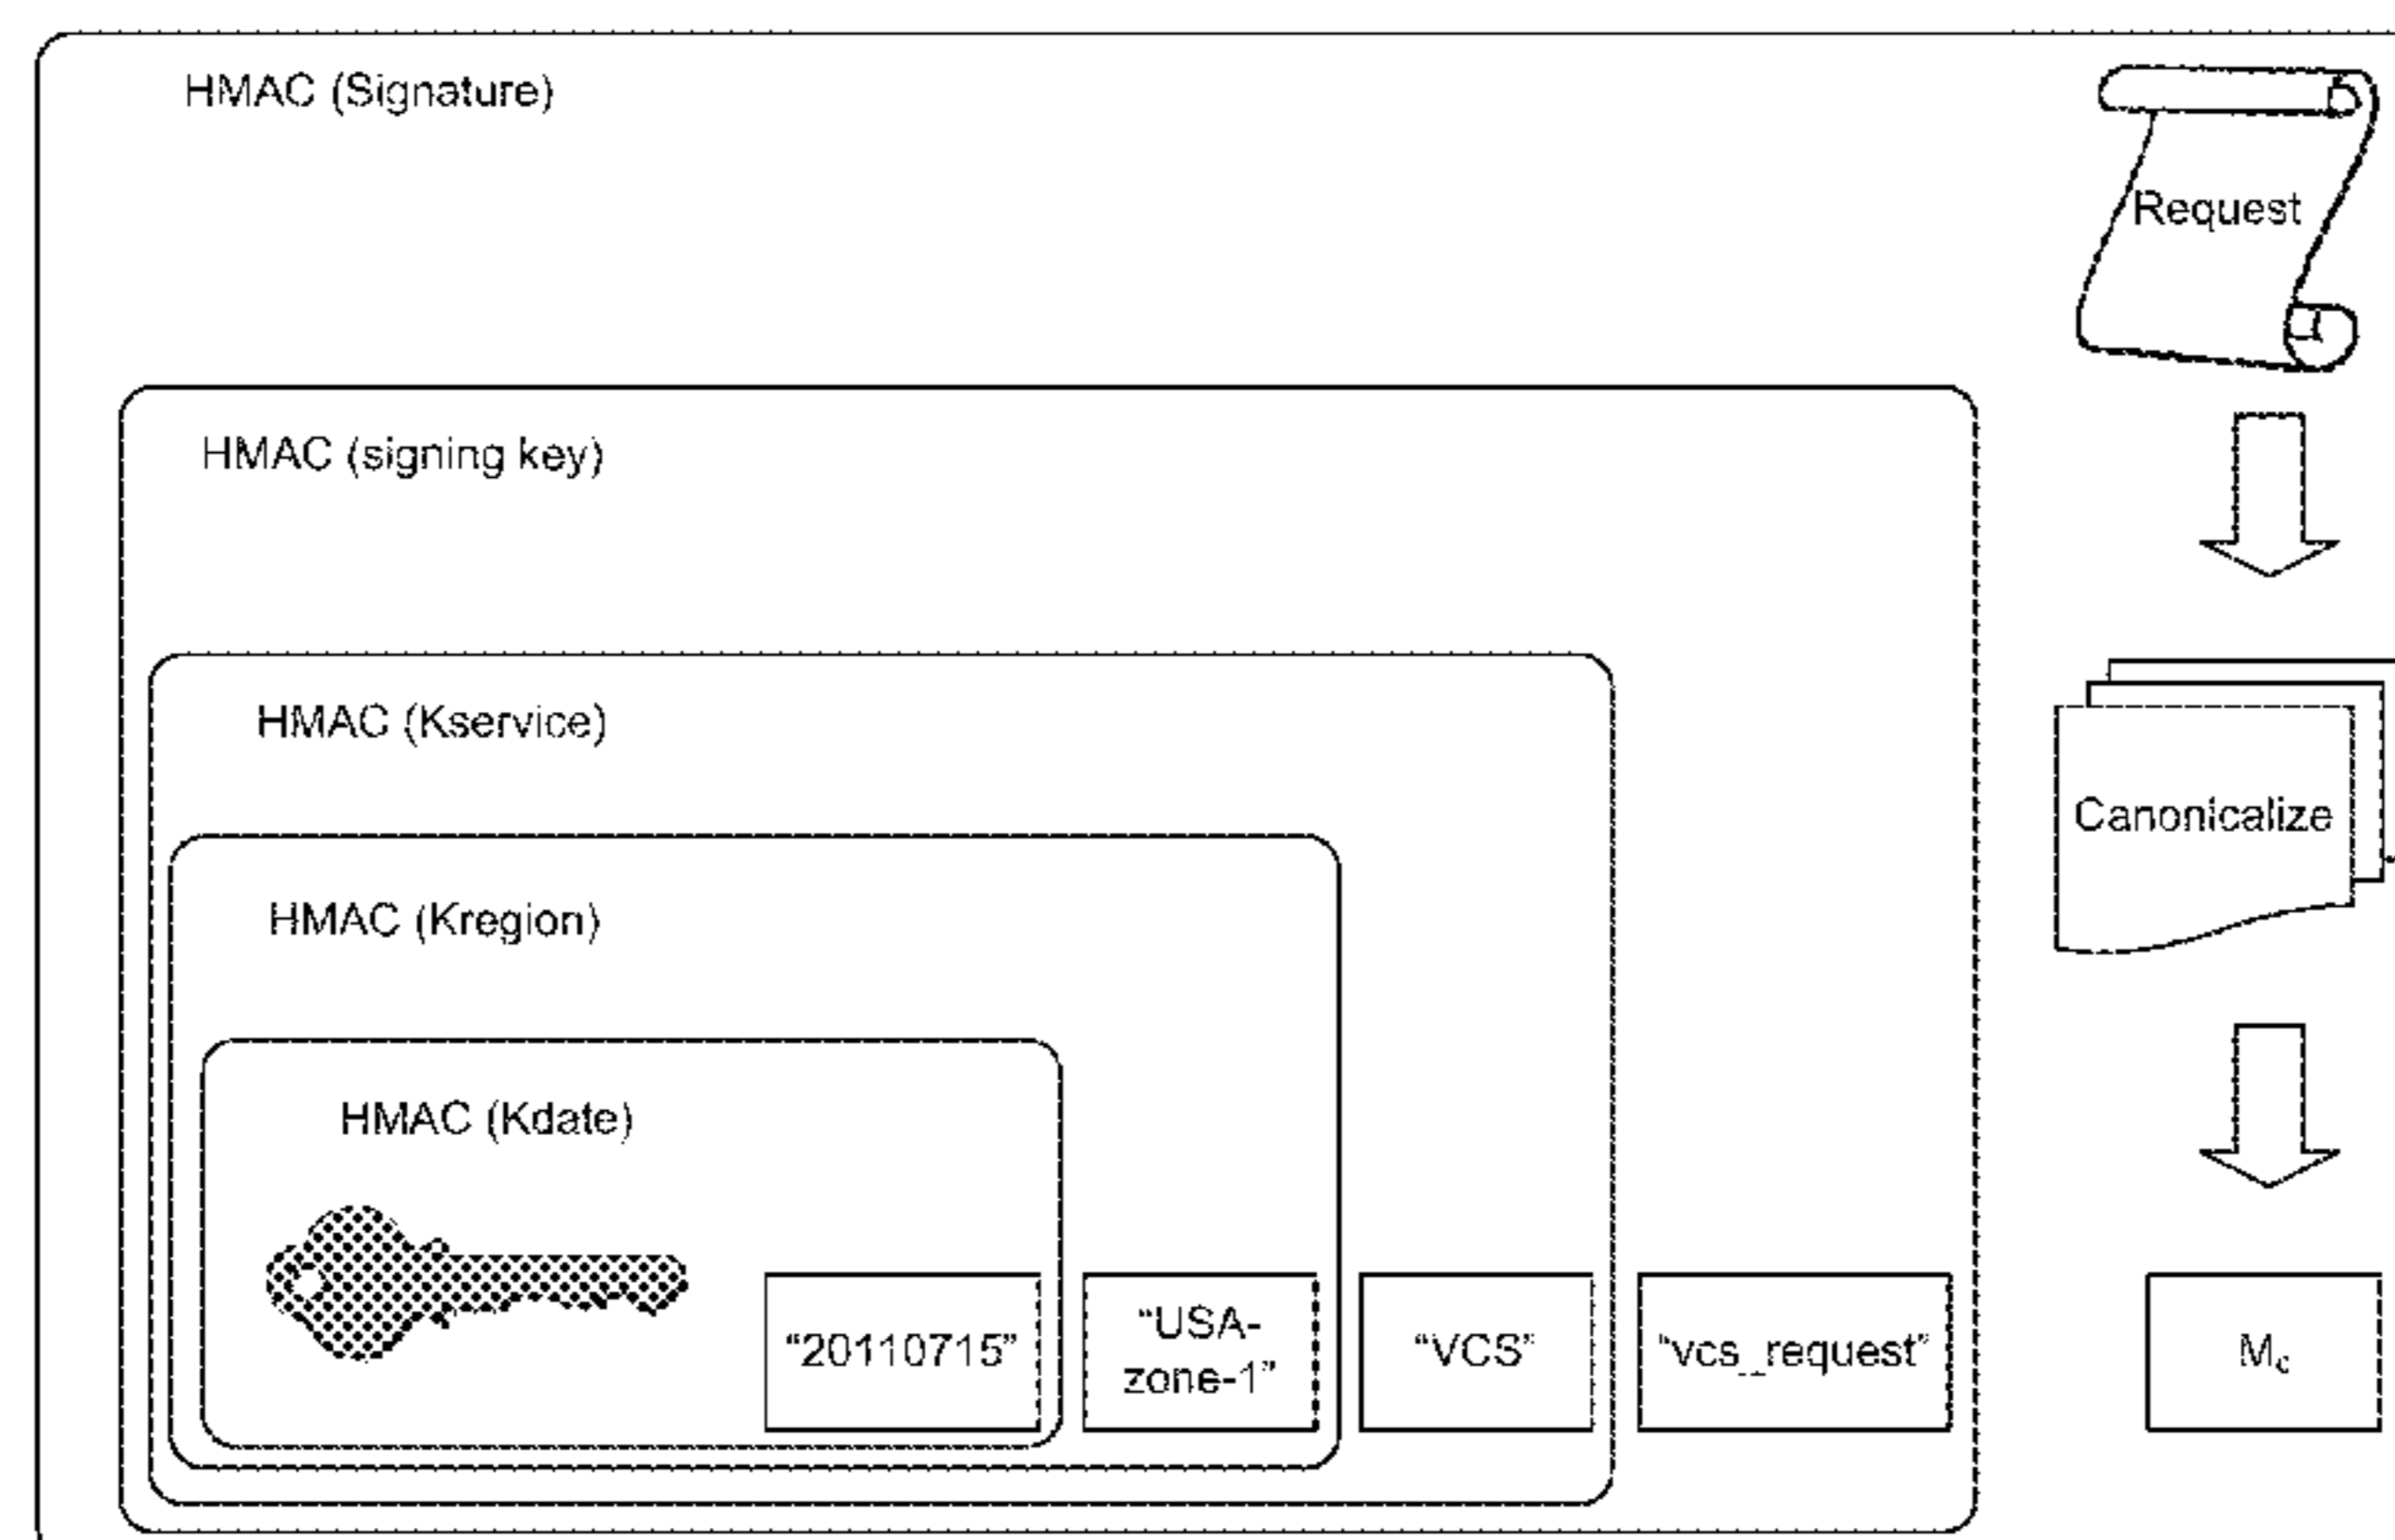 HMAC (Signature)
Request
HMAC (signing key)
HMAC (Kservice)
Canonicalize
HMAC (Kregion)
HMAC (Kdate)
“20110715”
“USA-
zone-1”
“VCS”
“vcs_request”
Mc